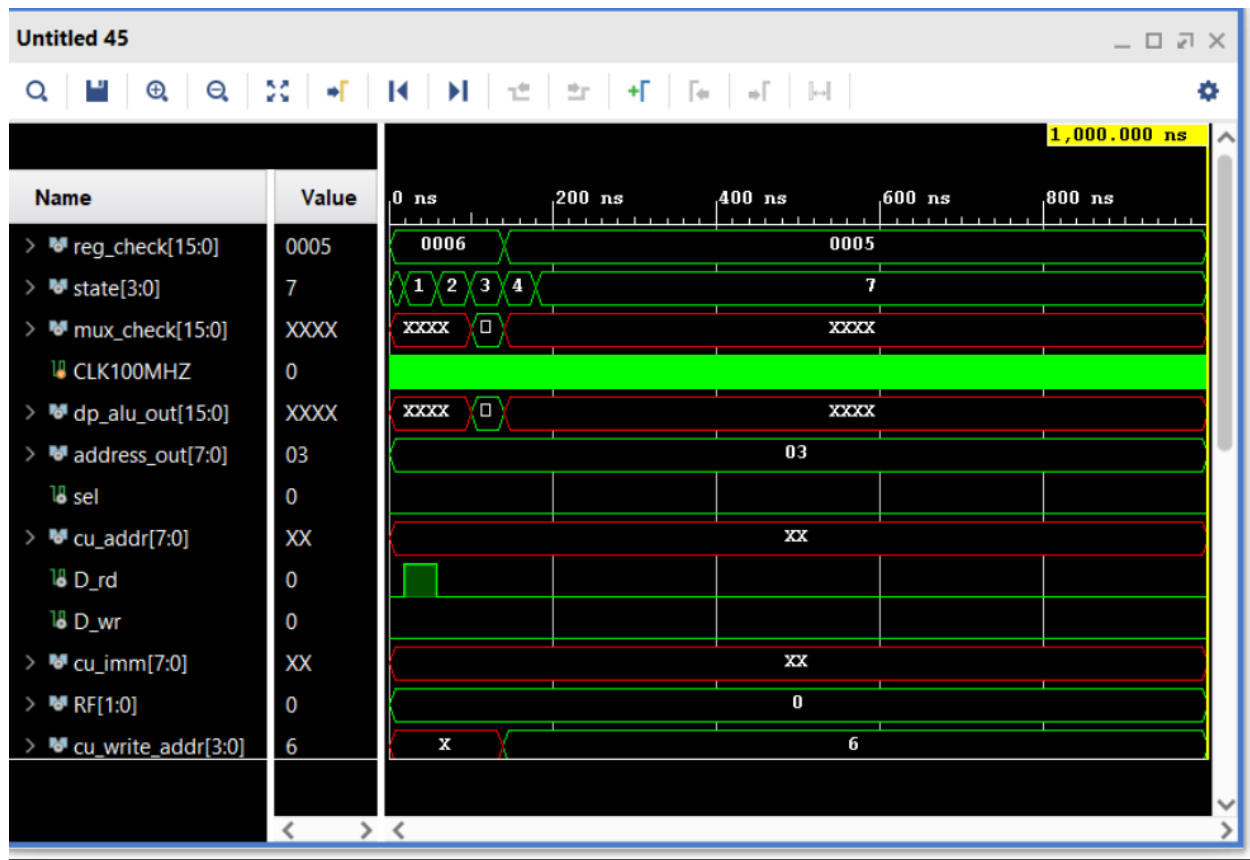 Untitled 45
1,000.000 ns
Name Value 0 ns 200 ns 400 ns 600 ns 800 ns
reg_check[15:0] 0005 0006 0005
state[3:0] 7 1 2 3 4 7
mux_check[15:0] XXXX XXXX XXXX
CLK100MHZ 0
dp_alu_out[15:0] XXXX XXXX XXXX
address_out[7:0] 03 03
sel 0
cu_addr[7:0] XX XX
D_rd 0
D_wr 0
cu_imm[7:0] XX XX
RF[1:0] 0 0
cu_write_addr[3:0] 6 X 6